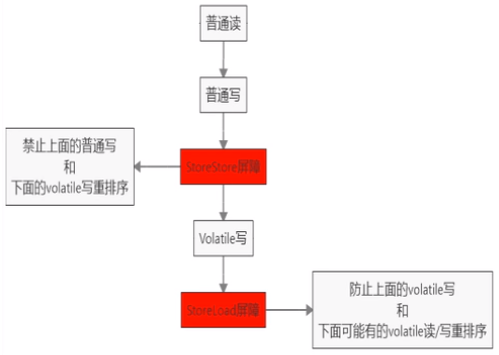 普通读
普通写
禁止上面的普通写
和
下面的volatile写重排序
StoreStore屏障
Volatile写
StoreLoad屏障
防止上面的volatile写
和
下面可能有的volatile读/写重排序